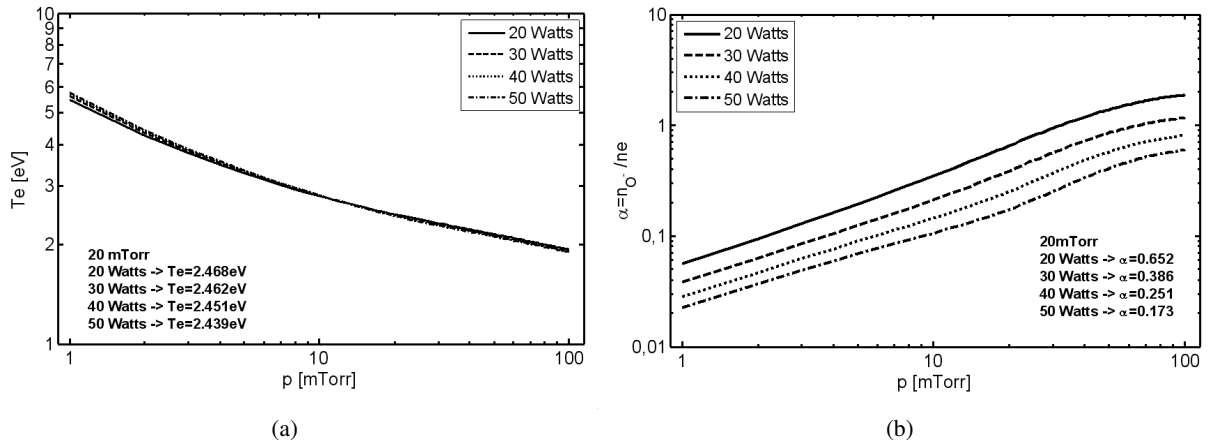 10
9
8
7
6
5
4
3
2
1
Te [eV]
20 Watts
30 Watts
40 Watts
50 Watts
20 mTorr
20 Watts -> Te=2.468eV
30 Watts -> Te=2.462eV
40 Watts -> Te=2.451eV
50 Watts -> Te=2.439eV
1
10
100
p [mTorr]
(a)
10
1
0,1
0,01
α=nO- /ne
20 Watts
30 Watts
40 Watts
50 Watts
20mTorr
20 Watts -> α=0.652
30 Watts -> α=0.386
40 Watts -> α=0.251
50 Watts -> α=0.173
1
10
100
p [mTorr]
(b)